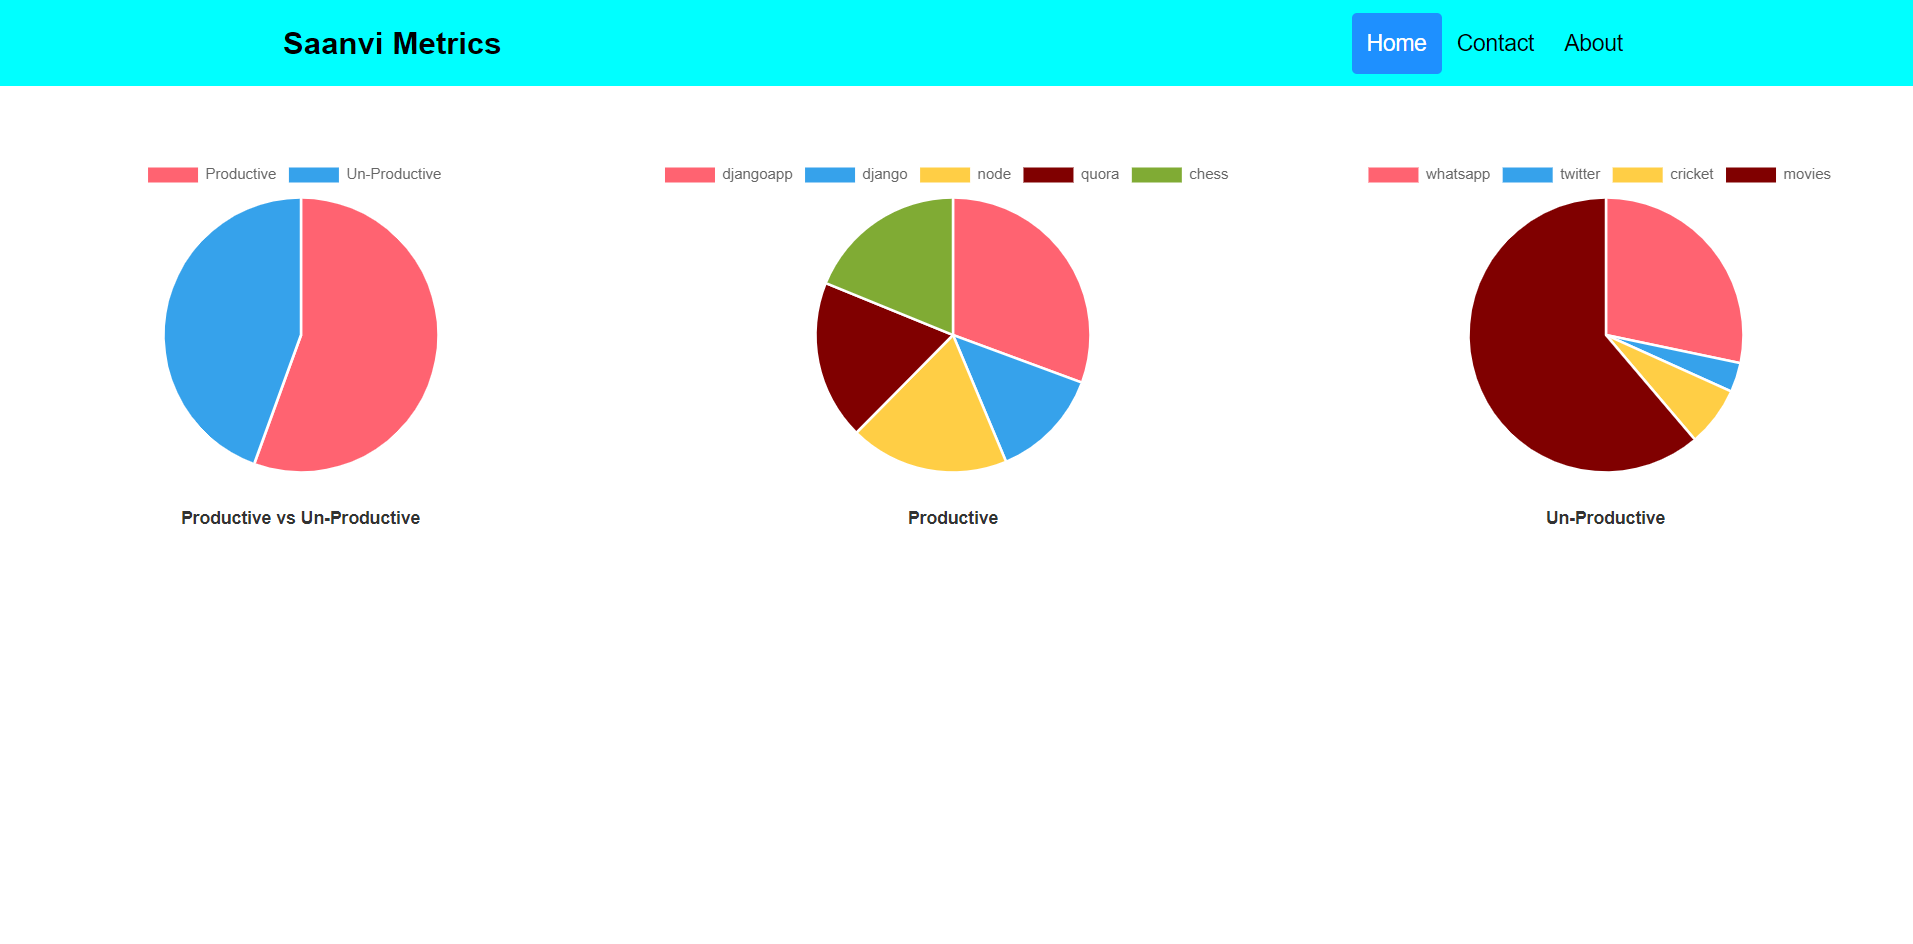 Saanvi Metrics
Home Contact About
Productive Un-Productive
djangoapp django node quora chess
whatsapp twitter cricket movies
Productive vs Un-Productive
Productive
Un-Productive